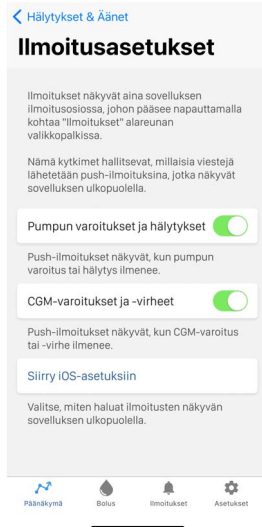 Hälytykset & Äänet
Ilmoitusasetukset
Ilmoitukset näkyvät aina sovelluksen
ilmoitusosiossa, johon pääsee napauttamalla
kohtaa "Ilmoitukset" alareunan
valikkopalkissa.
Nämä kytkimet hallitsevat, millaisia viestejä
lähetetään push-ilmoituksina, jotka näkyvät
sovelluksen ulkopuolella.
Pumpun varoitukset ja hälytykset
Push-ilmoitukset näkyvät, kun pumpun
varoitus tai hälytys ilmenee.
CGM-varoitukset ja -virheet
Push-ilmoitukset näkyvät, kun CGM-varoitus
tai -virhe ilmenee.
Siirry iOS-asetuksiin
Valitse, miten haluat ilmoitusten näkyvän
sovelluksen ulkopuolella.
Päänäkymä Bolus Ilmoitukset Asetukset